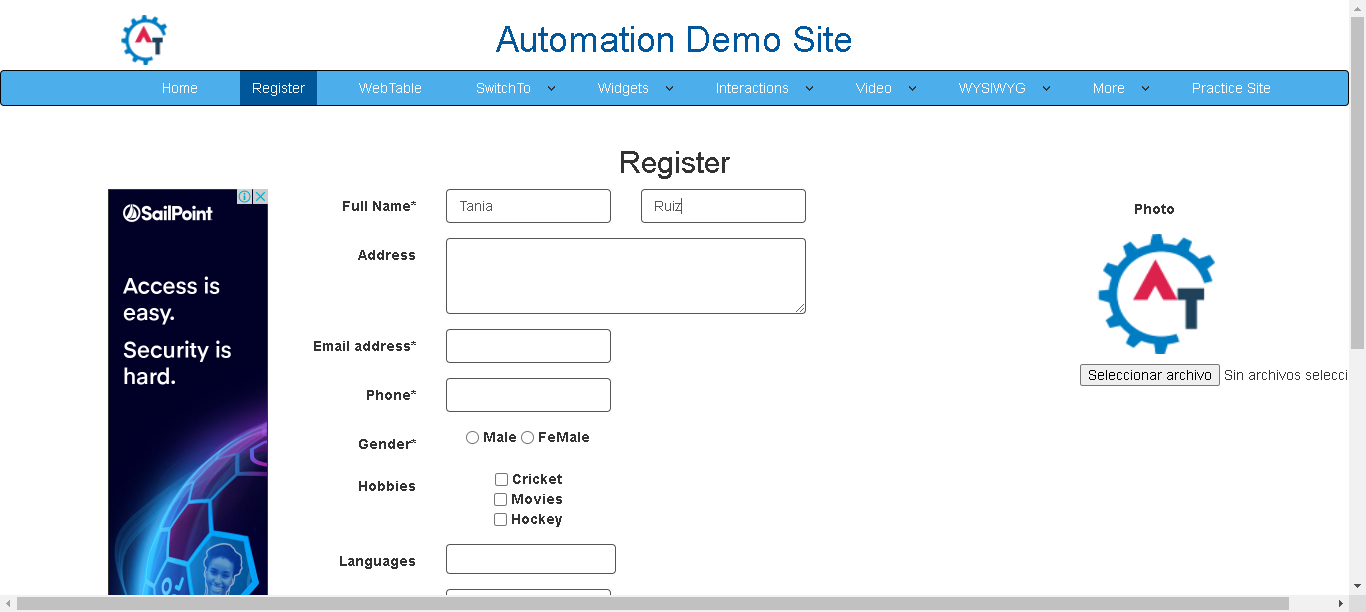 Automation Demo Site
Home Register WebTable SwitchTo Widgets Interactions Video WYSIWYG More Practice Site
Register
SailPoint
Access is
easy.
Security is
hard.
Full Name* Tania Ruiz
Address
Email address*
Phone*
Gender* Male FeMale
Hobbies Cricket
Movies
Hockey
Languages
Photo
AT
Seleccionar archivo Sin archivos selecci